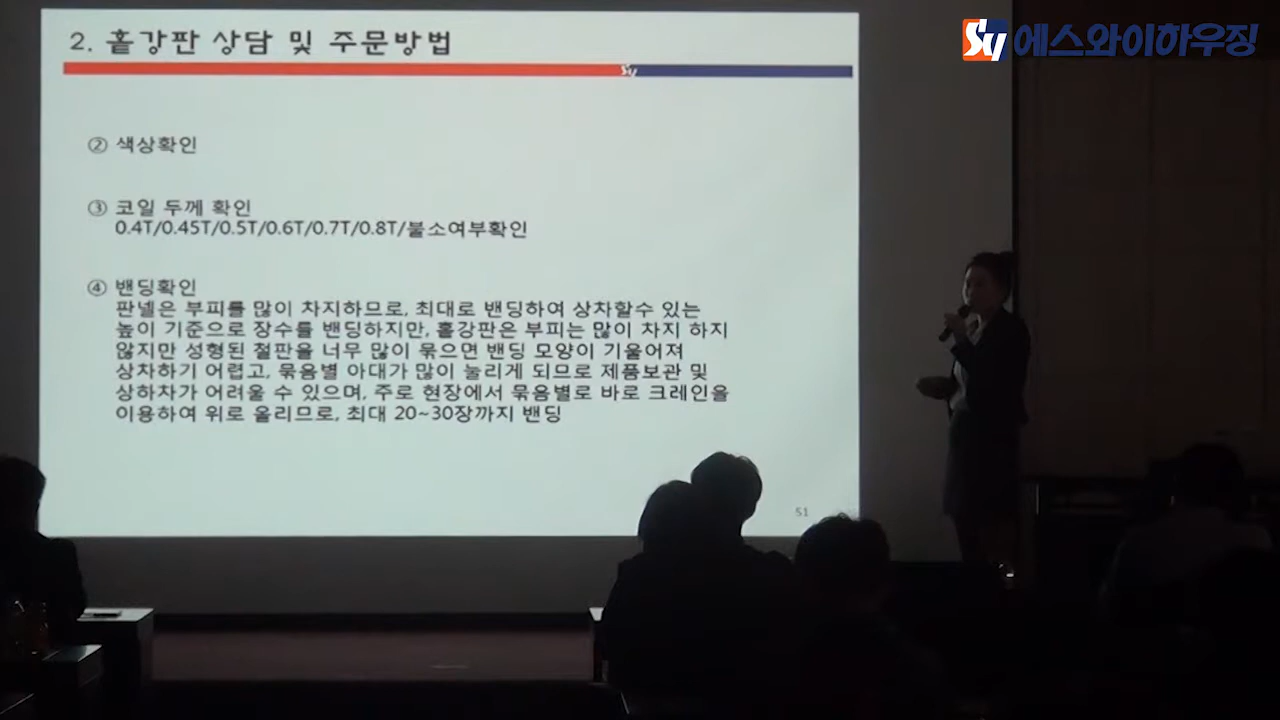 SY 에스와이하우징
2. 홑강판 상담 및 주문방법
SY
② 색상확인
③ 코일 두께 확인
0.4T/0.45T/0.5T/0.6T/0.7T/0.8T/불소여부확인
④ 밴딩확인
판넬은 부피를 많이 차지하므로, 최대로 밴딩하여 상차할수 있는
높이 기준으로 장수를 밴딩하지만, 홑강판은 부피는 많이 차지 하지
않지만 성형된 철판을 너무 많이 묶으면 밴딩 모양이 기울어져
상차하기 어렵고, 묶음별 아대가 많이 눌리게 되므로 제품보관 및
상하차가 어려울 수 있으며, 주로 현장에서 묶음별로 바로 크레인을
이용하여 위로 올리므로, 최대 20~30장까지 밴딩
51